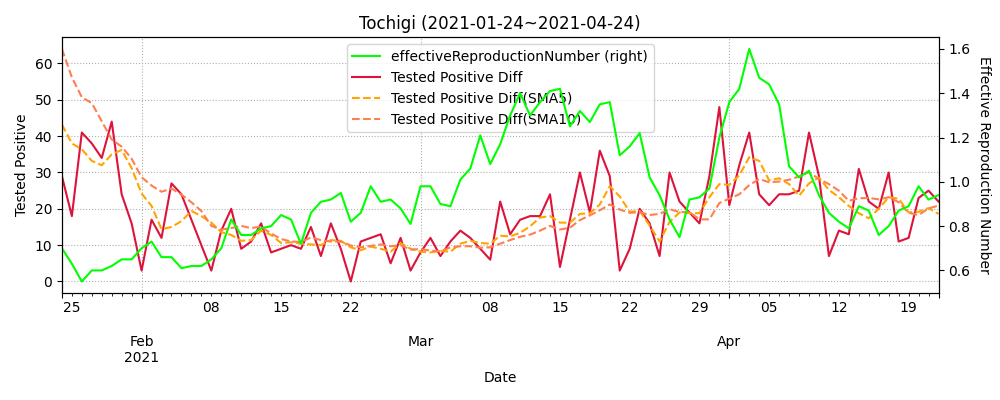 Tochigi (2021-01-24~2021-04-24)
effectiveReproductionNumber (right)
Tested Positive Diff
Tested Positive Diff(SMA5)
Tested Positive Diff(SMA10)
Tested Positive
60
50
40
30
20
10
0
1.6
1.4
1.2
1.0
0.8
0.6
Effective Reproduction Number
25 08 15 22 08 15 22 29 05 12 19
Feb Mar Apr
2021
Date